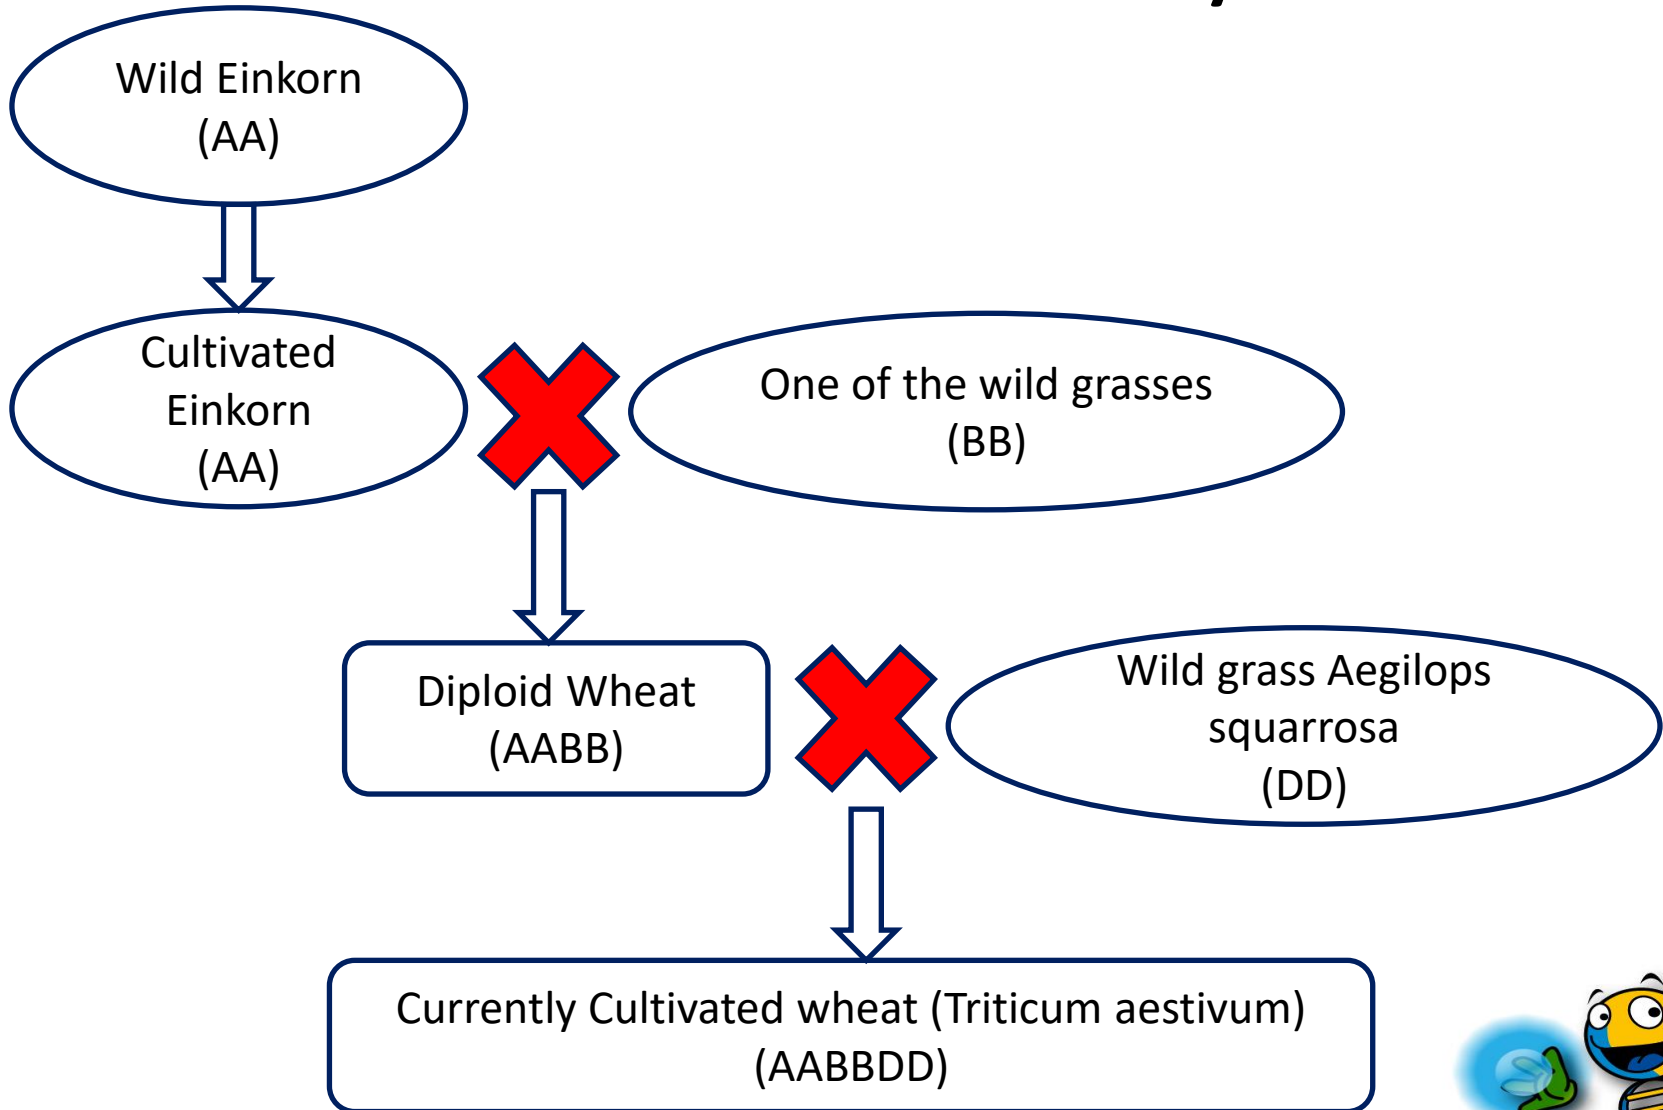 Wild Einkorn
(AA)
Cultivated
Einkorn
(AA)
One of the wild grasses
(BB)
Diploid Wheat
(AABB)
Wild grass Aegilops
squarrosa
(DD)
Currently Cultivated wheat (Triticum aestivum)
(AABBDD)